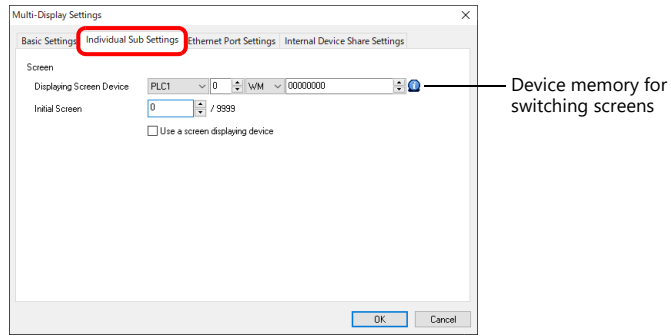 Multi-Display Settings
Basic Settings Individual Sub Settings Ethernet Port Settings Internal Device Share Settings
Screen
Displaying Screen Device PLC1 0 WM 00000000
Device memory for
switching screens
Initial Screen 0 / 9999
Use a screen displaying device
OK Cancel